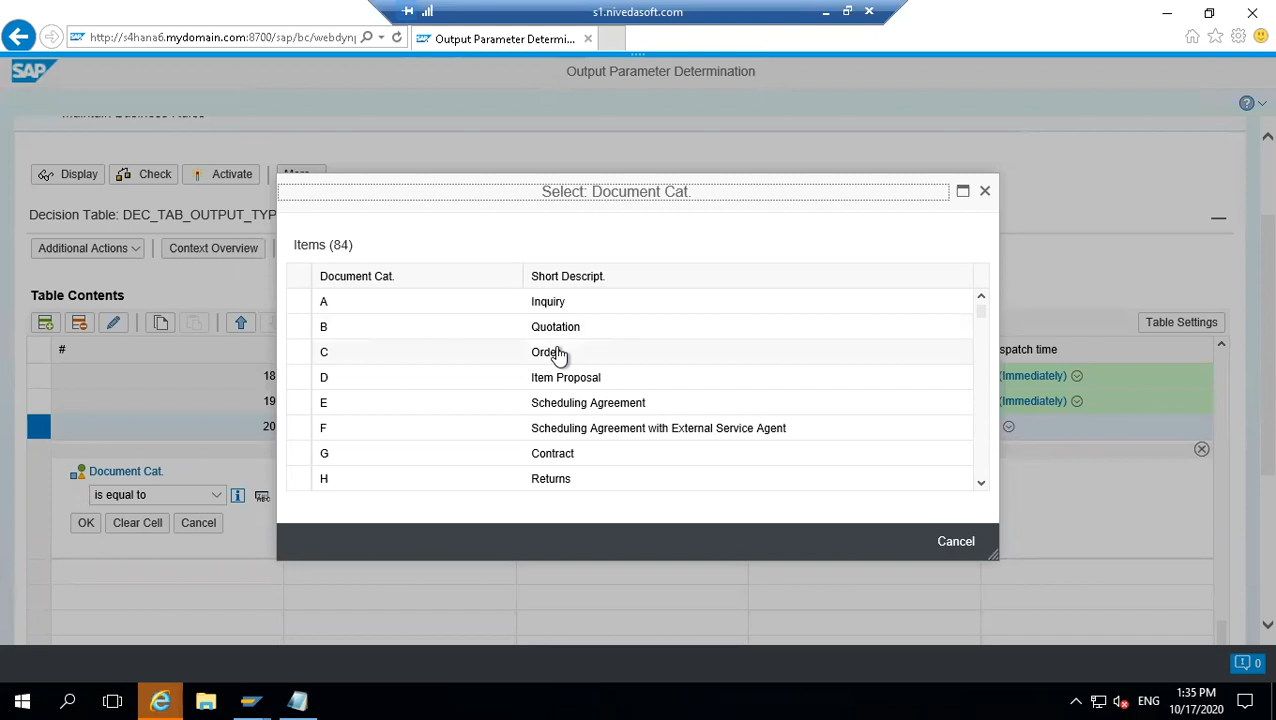 s1.nivedasoft.com
http://s4hana6.mydomain.com:8700/sap/bc/webdynp
Output Parameter Determi...
SAP
Output Parameter Determination
Display
Check
Activate
Select: Document Cat.
Decision Table: DEC_TAB_OUTPUT_TYP
Additional Actions
Context Overview
Items (84)
Document Cat. Short Descript.
Table Contents
A Inquiry
B Quotation
Table Settings
#
C
spatch time
18
D Item Proposal
(Immediately)
19
E Scheduling Agreement
(Immediately)
20
F Scheduling Agreement with External Service Agent
G Contract
Document Cat.
H Returns
is equal to
ABC
OK
Clear Cell
Cancel
Cancel
1
ENG
1:35 PM
10/17/2020